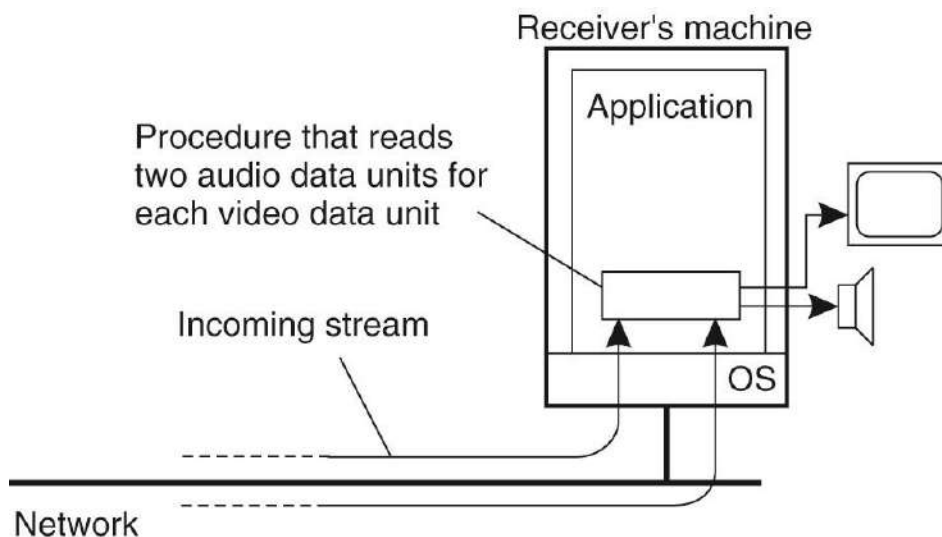 Receiver's machine
Application
Procedure that reads
two audio data units for
each video data unit
Incoming stream
OS
Network